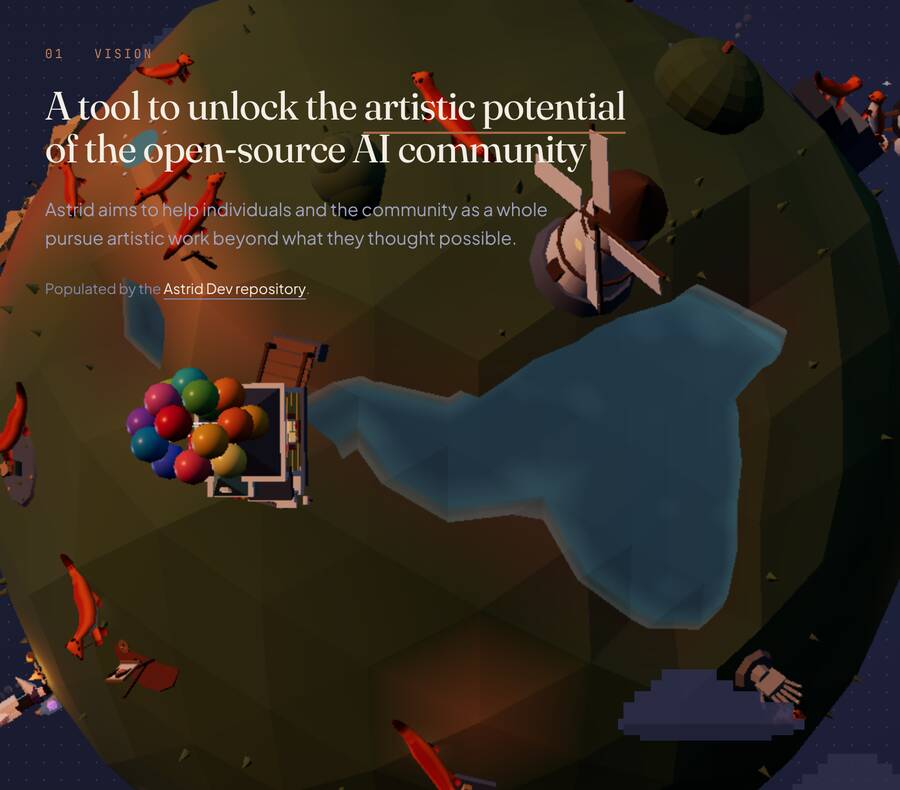 01 VISION
A tool to unlock the artistic potential
of the open-source AI community
Astrid aims to help individuals and the community as a whole
pursue artistic work beyond what they thought possible.
Populated by the Astrid Dev repository.